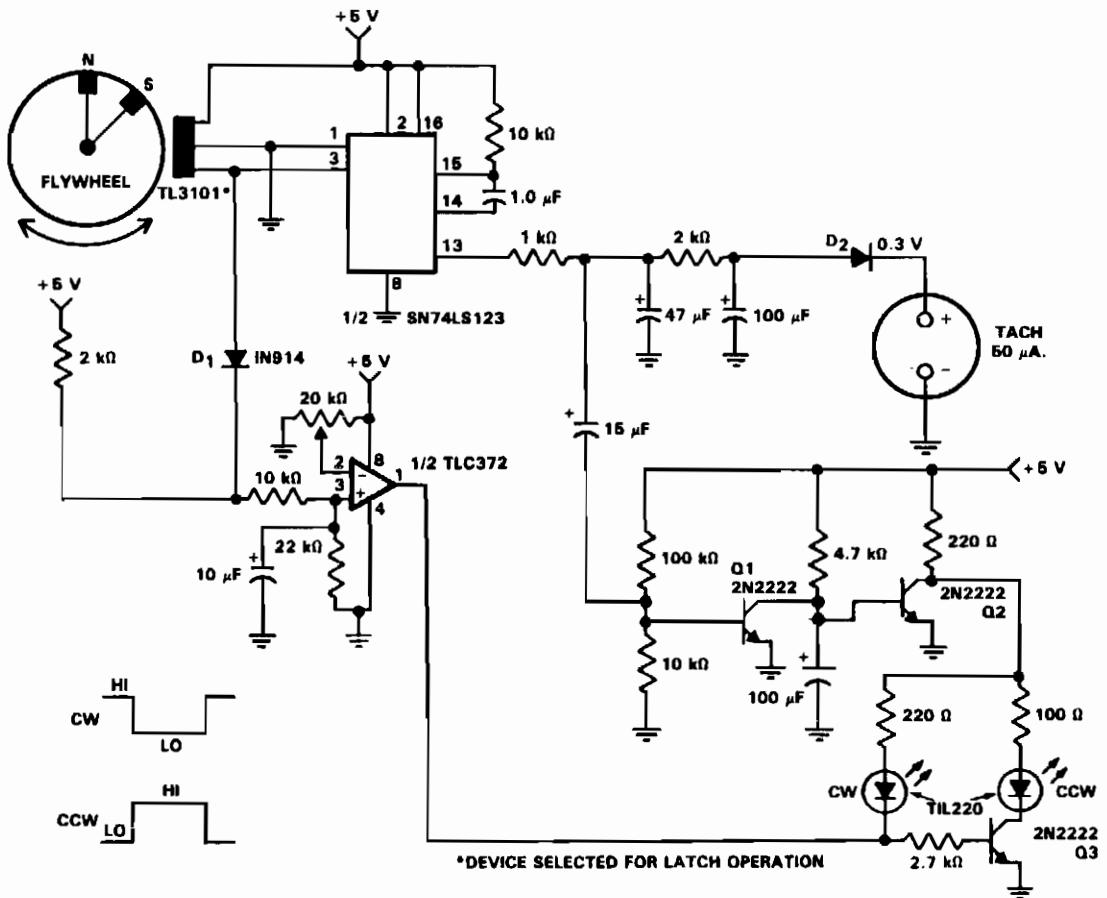 +5 V
N
S
FLYWHEEL
TL3101*
1
3
2
16
15
14
13
8
10 kΩ
1.0 µF
1/2
SN74LS123
1 kΩ
2 kΩ
D2
0.3 V
47 µF
100 µF
+
+
+
-
TACH
50 µA.
+5 V
2 kΩ
D1
IN914
+5 V
20 kΩ
2
-
3
+
8
1
4
1/2 TLC372
10 kΩ
22 kΩ
+
10 µF
+
15 µF
+5 V
100 kΩ
10 kΩ
Q1
2N2222
4.7 kΩ
220 Ω
2N2222
Q2
+
100 µF
220 Ω
100 Ω
CW
TIL220
CCW
2N2222
Q3
2.7 kΩ
HI
CW
LO
HI
CCW
LO
*DEVICE SELECTED FOR LATCH OPERATION